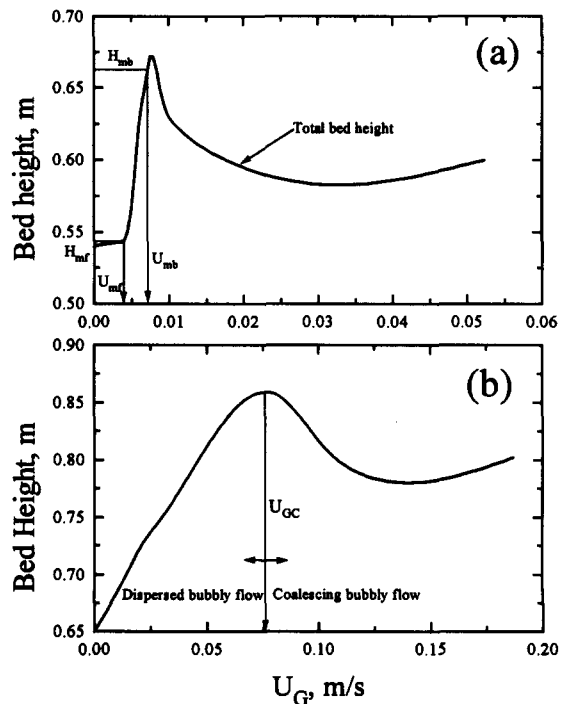 0.70
(a)
H_mb
0.65
Total bed height
0.60
Bed height, m
0.55
H_mf
U_mf
U_mb
0.50
0.00 0.01 0.02 0.03 0.04 0.05 0.06
0.90
(b)
0.85
0.80
Bed Height, m
U_GC
0.75
0.70
Dispersed bubbly flow Coalescing bubbly flow
0.65
0.00 0.05 0.10 0.15 0.20
U_G, m/s